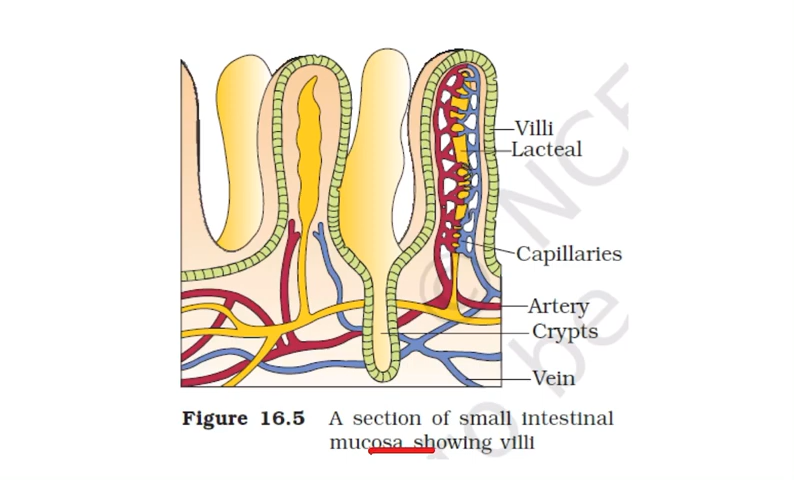 Villi
Lacteal
Capillaries
Artery
Crypts
Vein
Figure 16.5 A section of small intestinal
mucosa showing villi